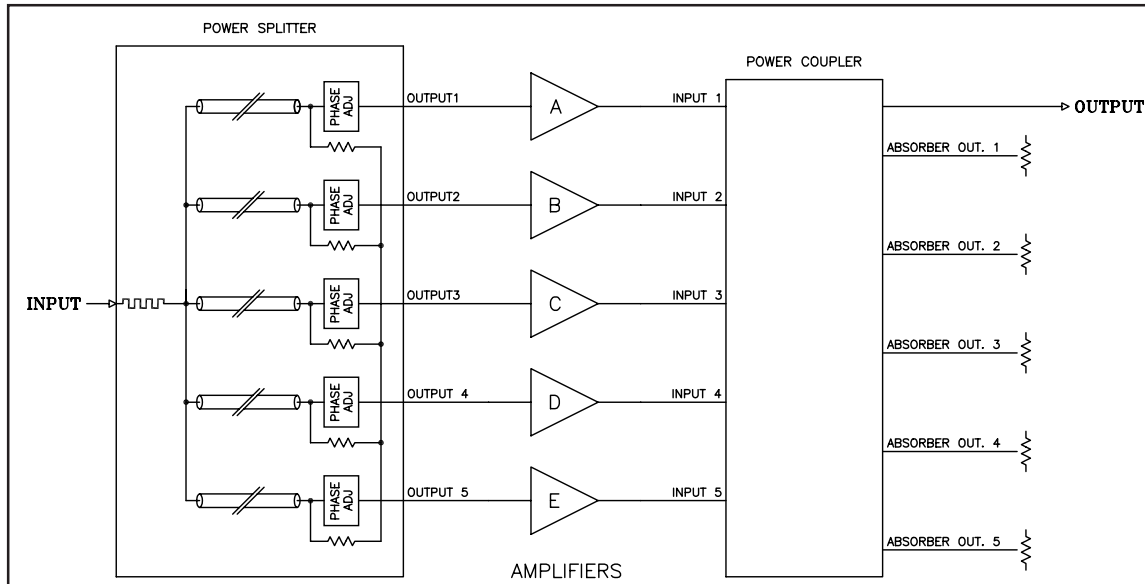 POWER SPLITTER
POWER COUPLER
PHASE ADJ
OUTPUT1
A
INPUT 1
OUTPUT
ABSORBER OUT. 1
PHASE ADJ
OUTPUT2
B
INPUT 2
ABSORBER OUT. 2
INPUT
PHASE ADJ
OUTPUT3
C
INPUT 3
ABSORBER OUT. 3
PHASE ADJ
OUTPUT 4
D
INPUT 4
ABSORBER OUT. 4
PHASE ADJ
OUTPUT 5
E
INPUT 5
ABSORBER OUT. 5
AMPLIFIERS